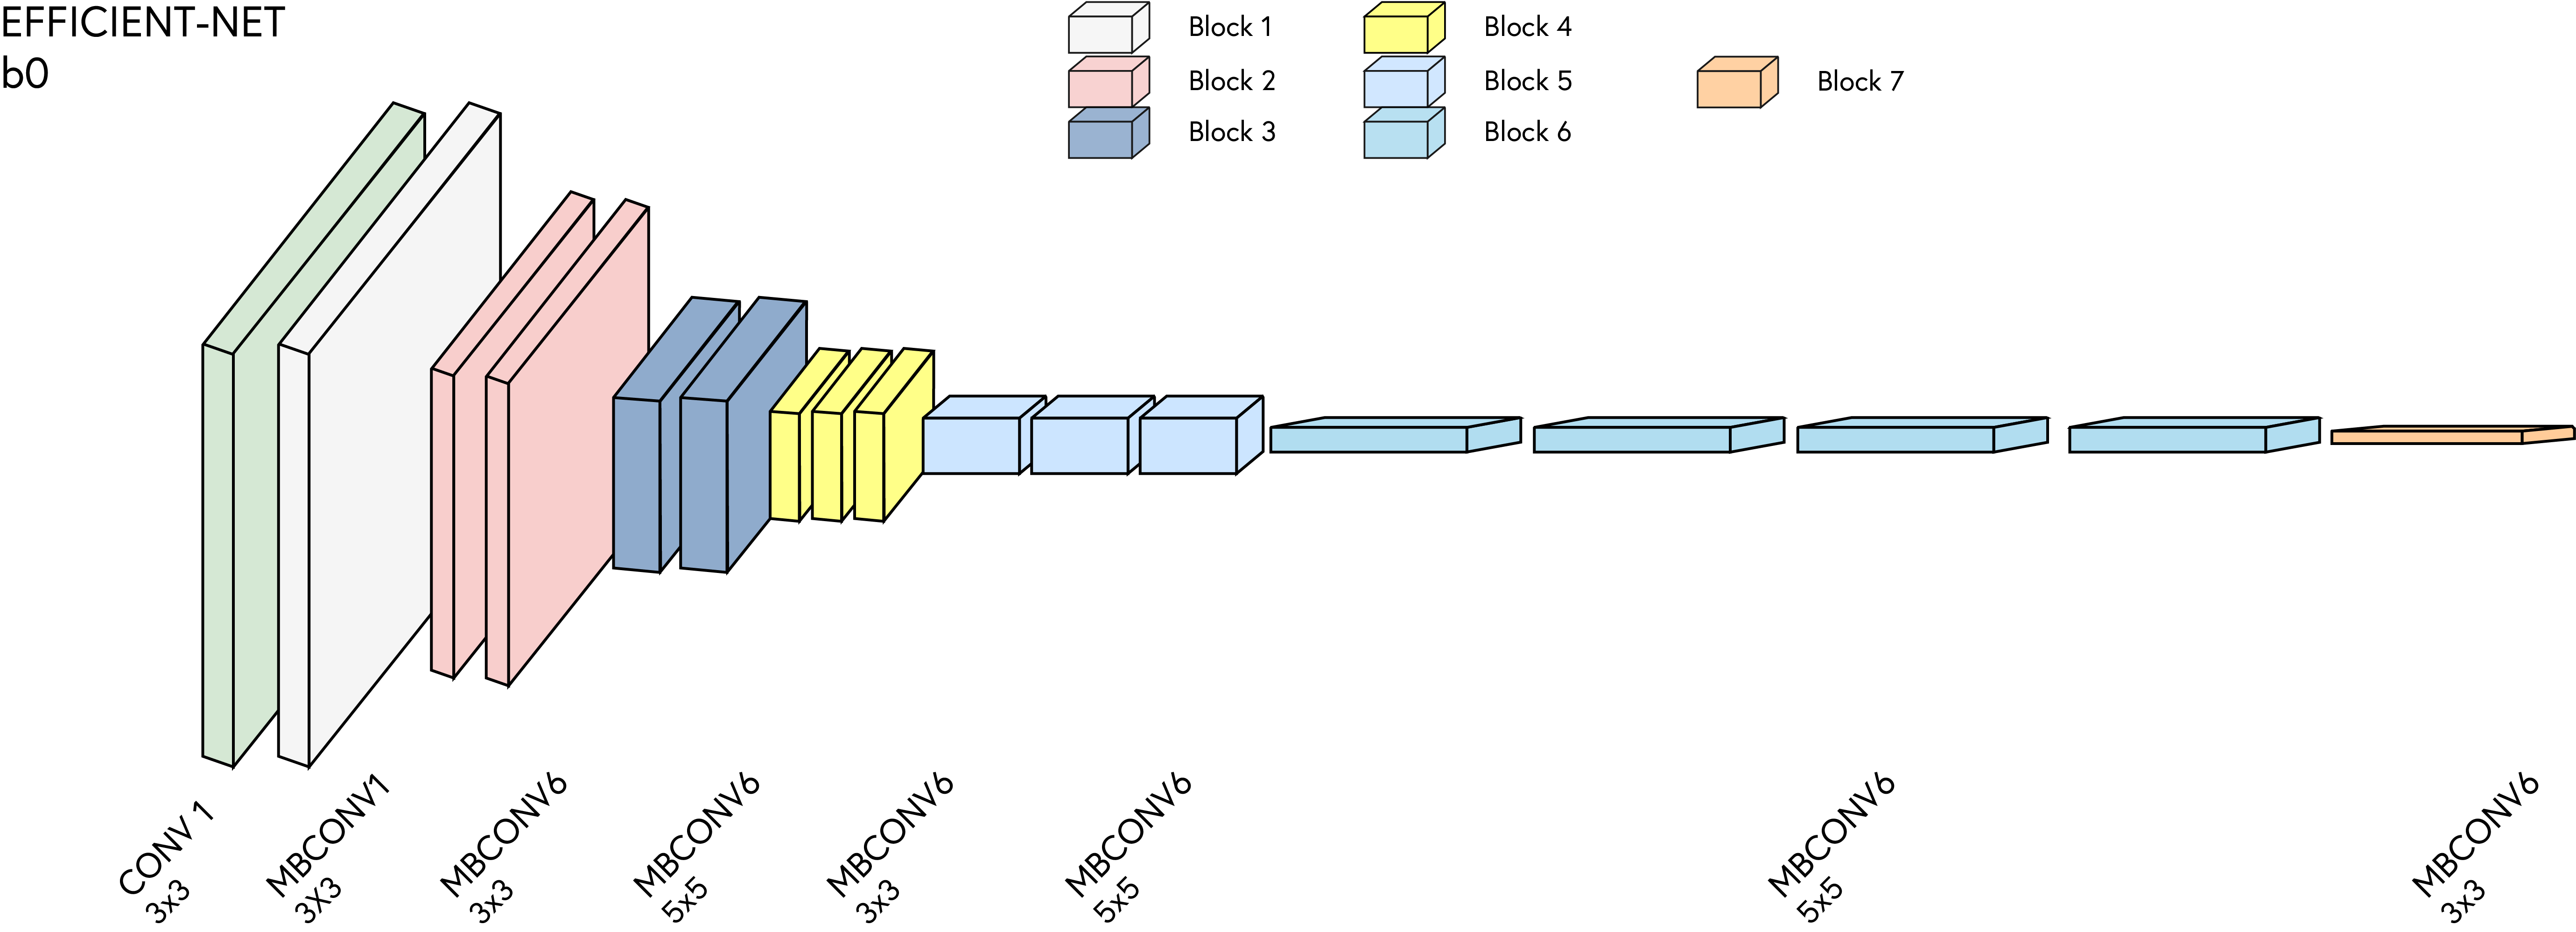 EFFICIENT-NET
b0
Block 1
Block 2
Block 3
Block 4
Block 5
Block 6
Block 7
CONV 1
3x3
MBCONV1
3X3
MBCONV6
3x3
MBCONV6
5x5
MBCONV6
3x3
MBCONV6
5x5
MBCONV6
5x5
MBCONV6
3x3